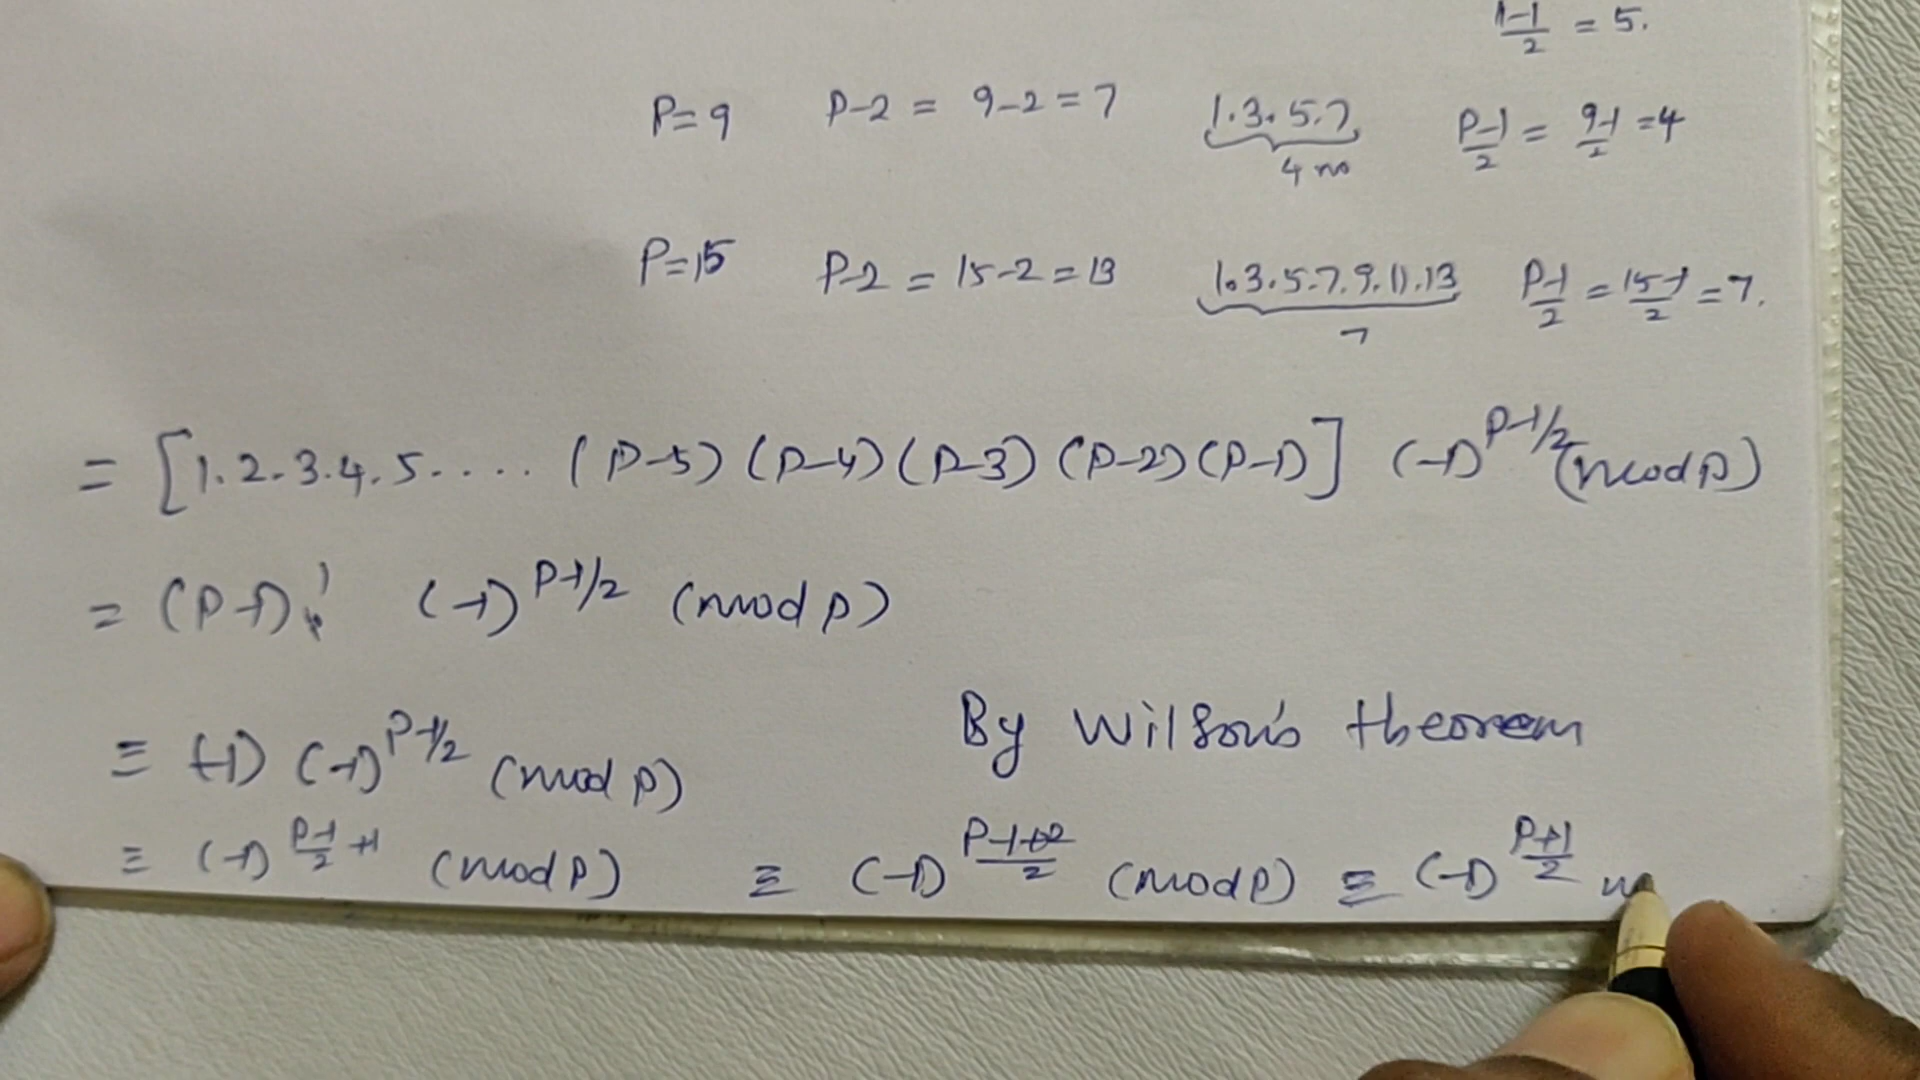 1-1/2 = 5.
P=9 P-2 = 9-2=7 1.3.5.7 P-1/2 = 9-1/2 =4
4 no
P=15 P-2 = 15-2=13 1.3.5.7.9.11.13 P-1/2 = 15-1/2 =7.
7
= [1.2.3.4.5..... (P-5)(P-4)(P-3)(P-2)(P-1)] (-1)^P-1/2 (mod p)
= (P-1)! (-1)^P-1/2 (mod p)
≡ (-1) (-1)^P-1/2 (mod p) By Wilson's theorem
≡ (-1)^P-1/2 +1 (mod p) ≡ (-1)^P-1+2/2 (mod p) ≡ (-1)^P+1/2